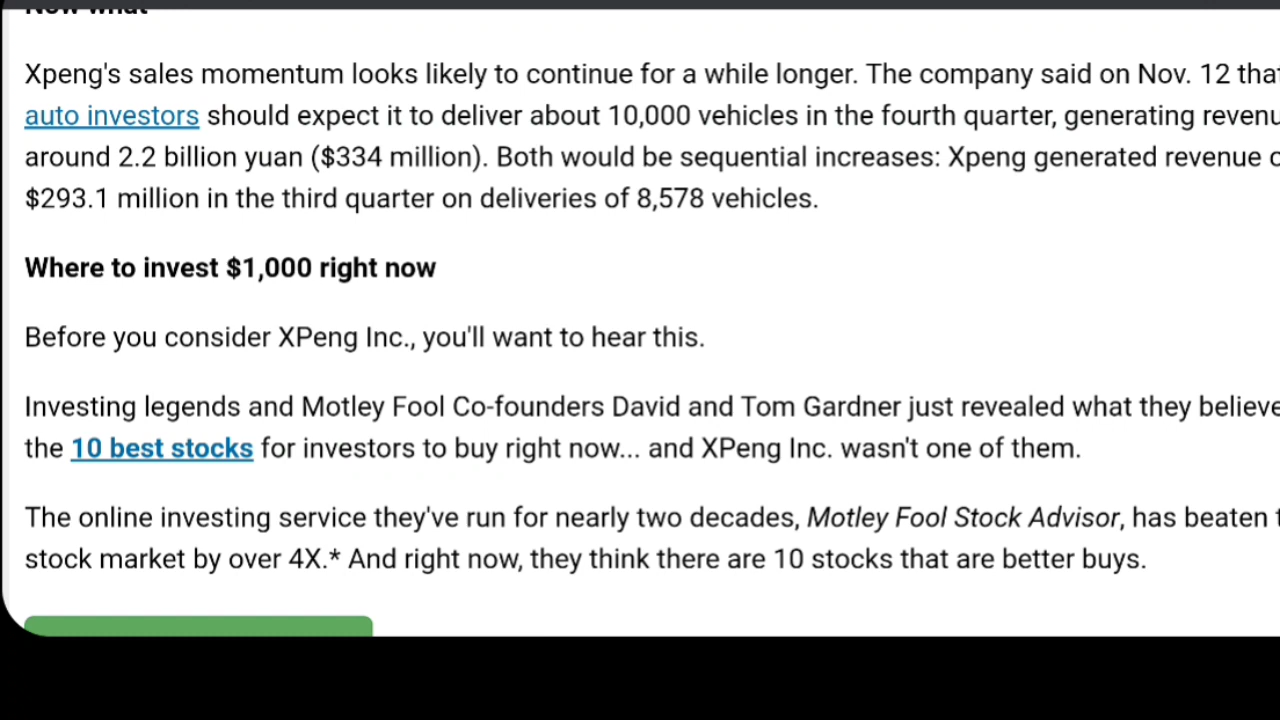 Now what
Xpeng's sales momentum looks likely to continue for a while longer. The company said on Nov. 12 that
auto investors should expect it to deliver about 10,000 vehicles in the fourth quarter, generating
around 2.2 billion yuan ($334 million). Both would be sequential increases: Xpeng generated revenue
$293.1 million in the third quarter on deliveries of 8,578 vehicles.
Where to invest $1,000 right now
Before you consider XPeng Inc., you'll want to hear this.
Investing legends and Motley Fool Co-founders David and Tom Gardner just revealed what they believe
the 10 best stocks for investors to buy right now... and XPeng Inc. wasn't one of them.
The online investing service they've run for nearly two decades, Motley Fool Stock Advisor, has beaten
stock market by over 4X.* And right now, they think there are 10 stocks that are better buys.